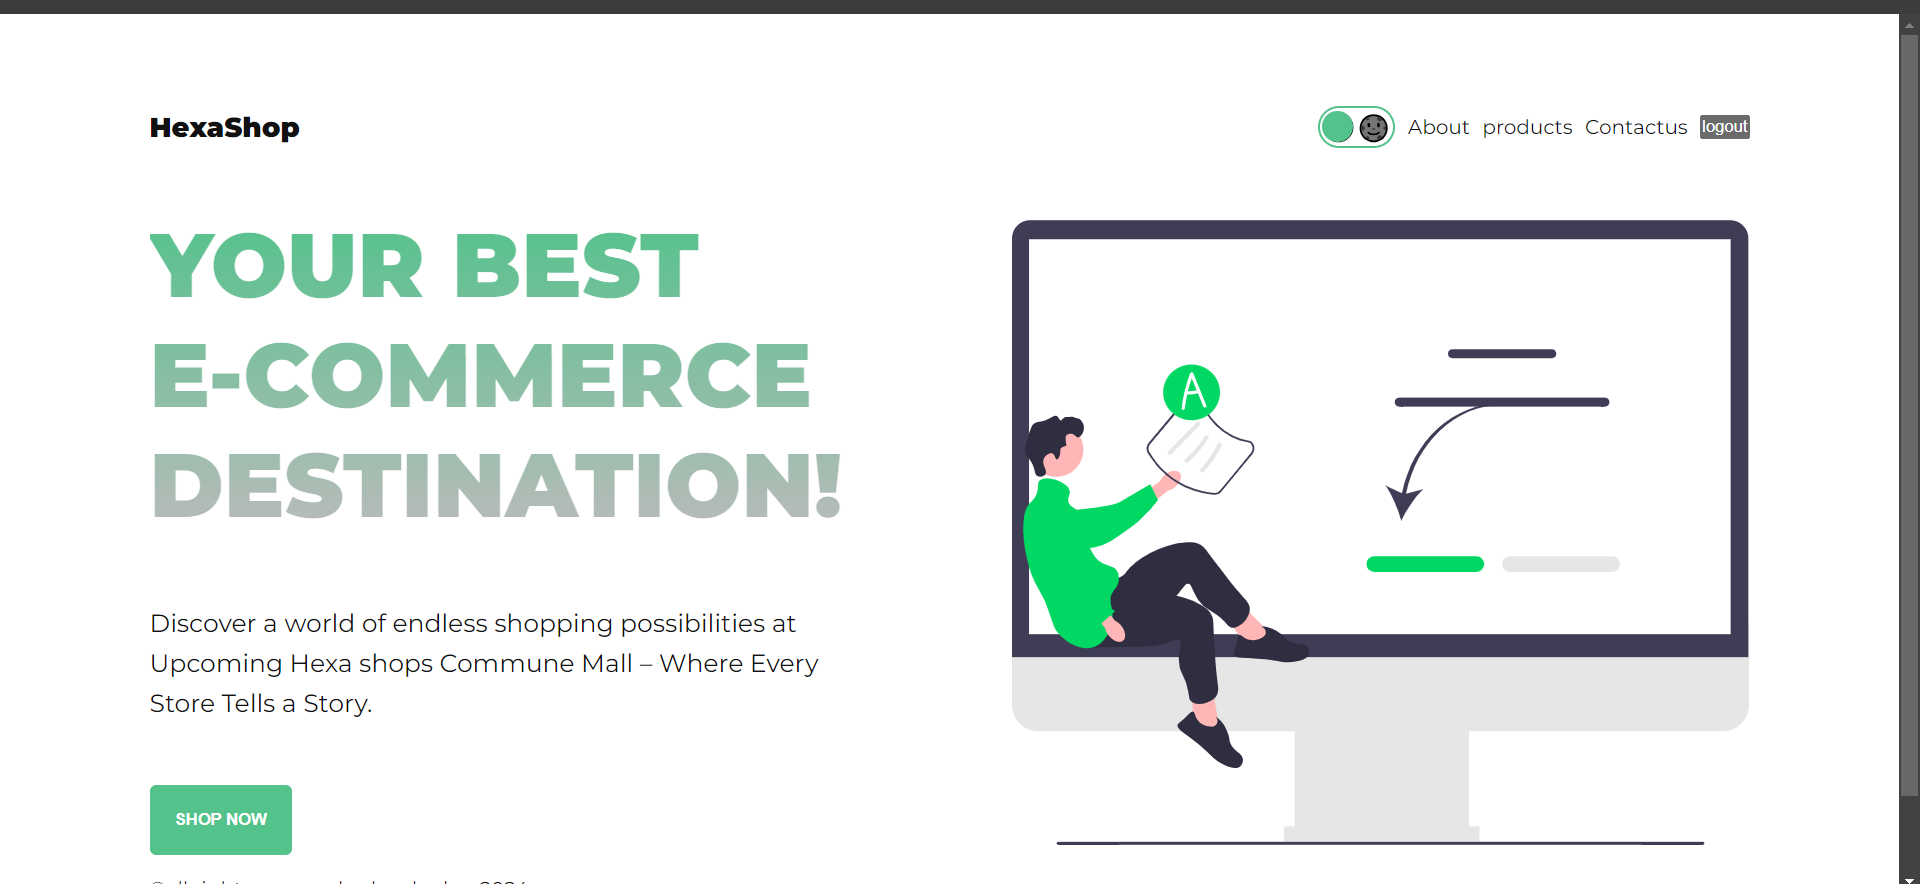 HexaShop
About products Contactus logout
YOUR BEST
E-COMMERCE
DESTINATION!
A
Discover a world of endless shopping possibilities at
Upcoming Hexa shops Commune Mall – Where Every
Store Tells a Story.
SHOP NOW